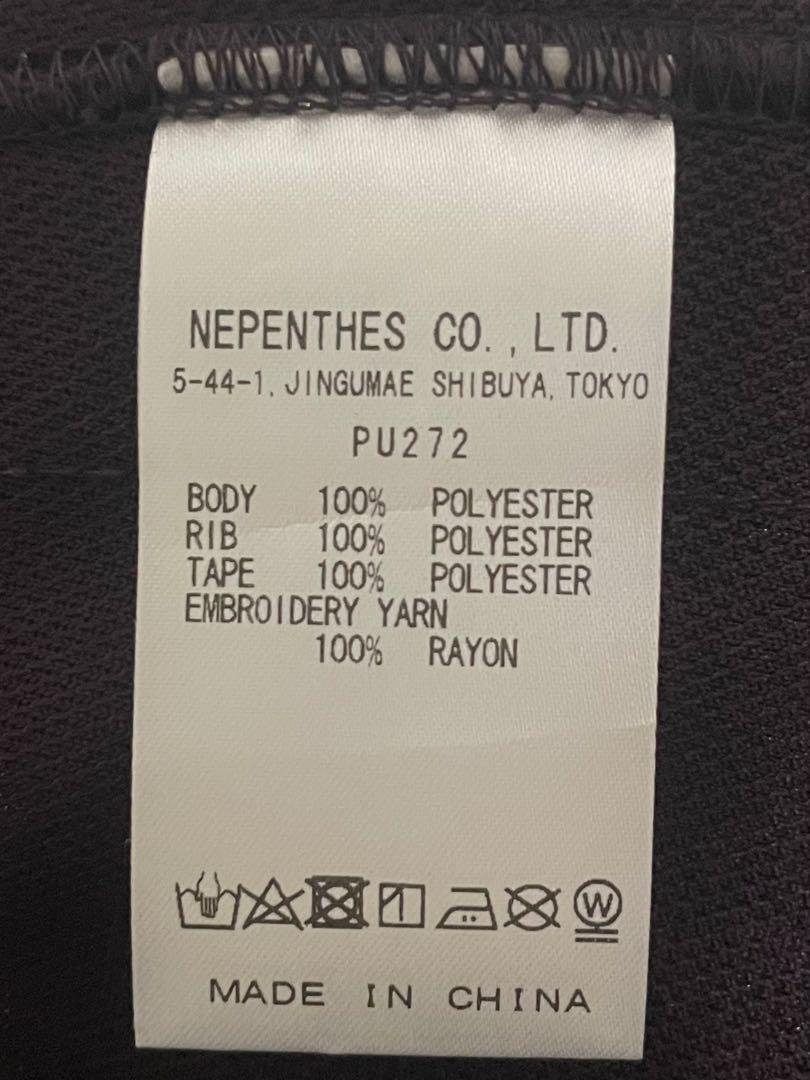 NEPENTHES CO., LTD.
5-44-1, JINGUMAE SHIBUYA, TOKYO
PU272
BODY 100% POLYESTER
RIB 100% POLYESTER
TAPE 100% POLYESTER
EMBROIDERY YARN
100% RAYON
W
MADE IN CHINA